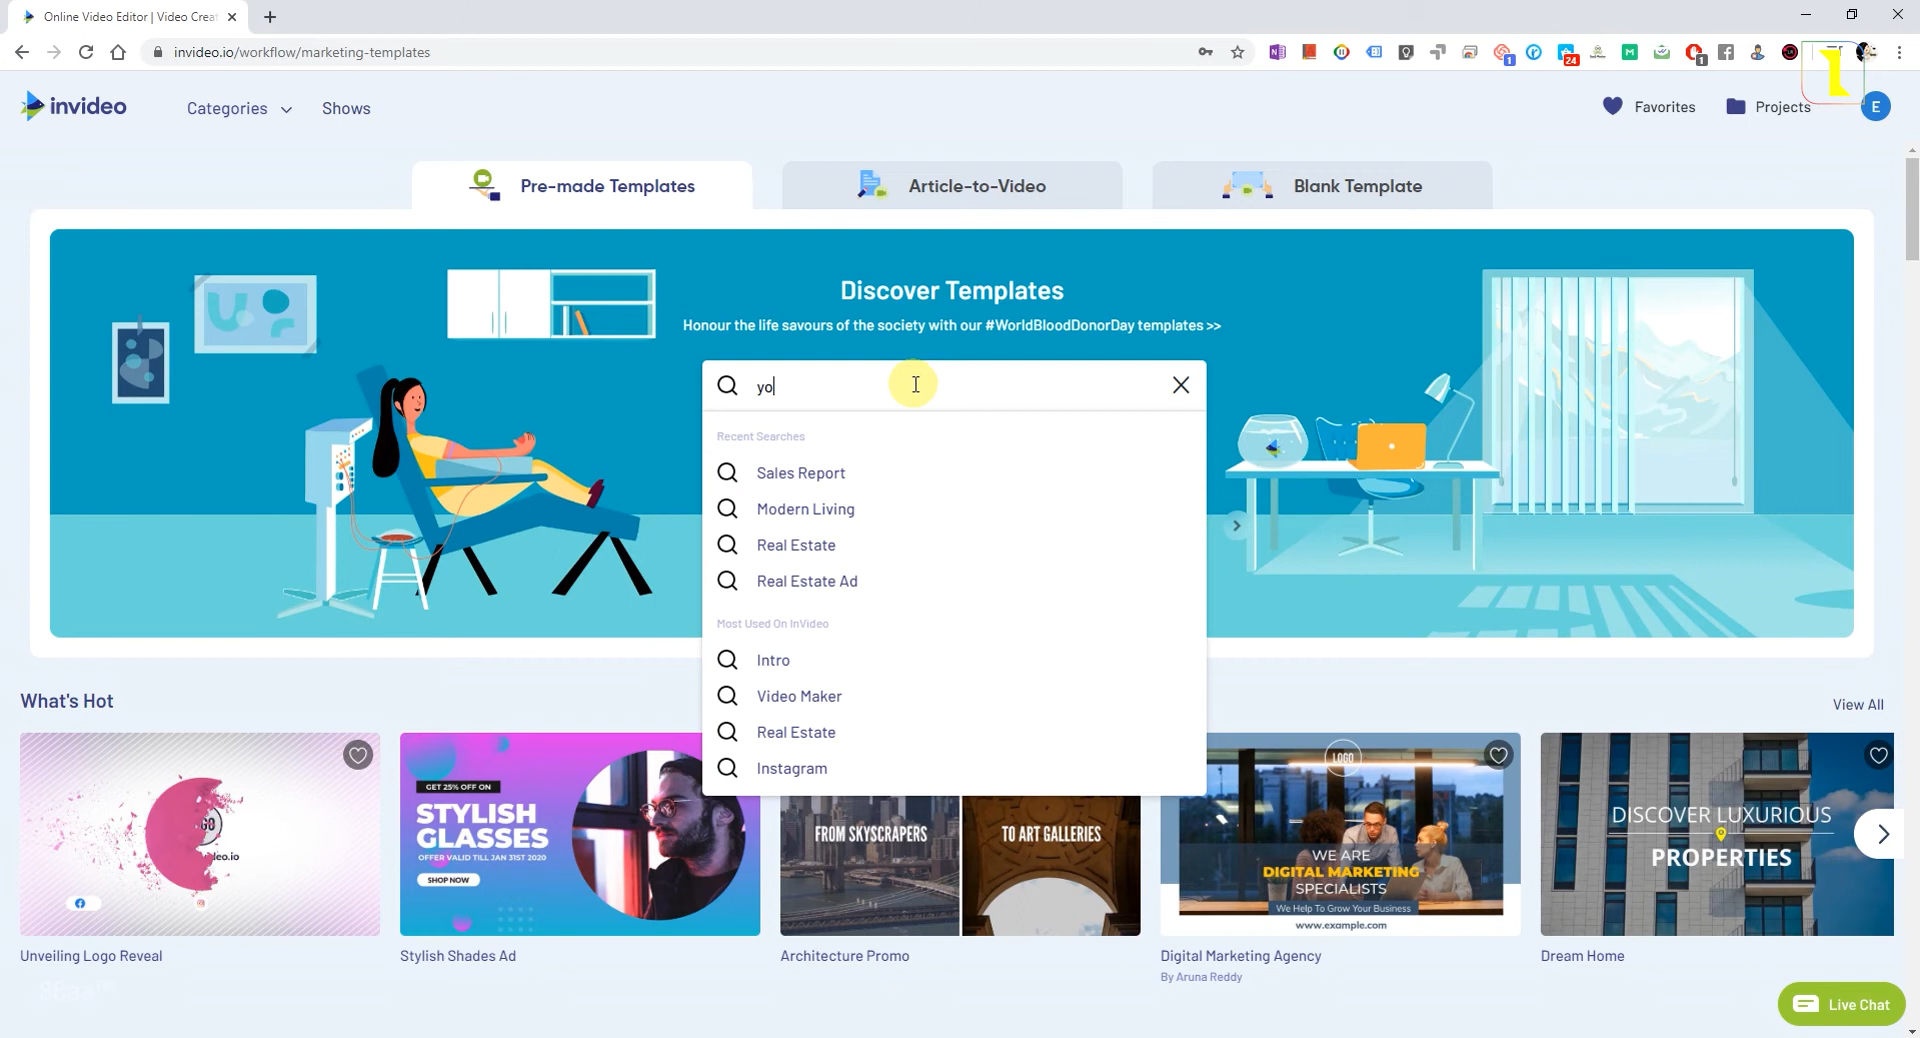 Online Video Editor | Video Creat
invideo.io/workflow/marketing-templates
1
24
1
invideo
Categories
Shows
Favorites
Projects
E
Pre-made Templates
Article-to-Video
Blank Template
Discover Templates
Honour the life savours of the society with our #WorldBloodDonorDay templates >>
yo
Recent Searches
Sales Report
Modern Living
Real Estate
Real Estate Ad
Most Used On InVideo
Intro
Video Maker
Real Estate
Instagram
What's Hot
View All
GET 25% OFF ON
STYLISH
GLASSES
OFFER VALID TILL JAN 31ST 2020
SHOP NOW
FROM SKYSCRAPERS
TO ART GALLERIES
LOGO
WE ARE
DIGITAL MARKETING
SPECIALISTS
We Help To Grow Your Business
www.example.com
DISCOVER LUXURIOUS
PROPERTIES
Unveiling Logo Reveal
Stylish Shades Ad
Architecture Promo
Digital Marketing Agency
By Aruna Reddy
Dream Home
Live Chat